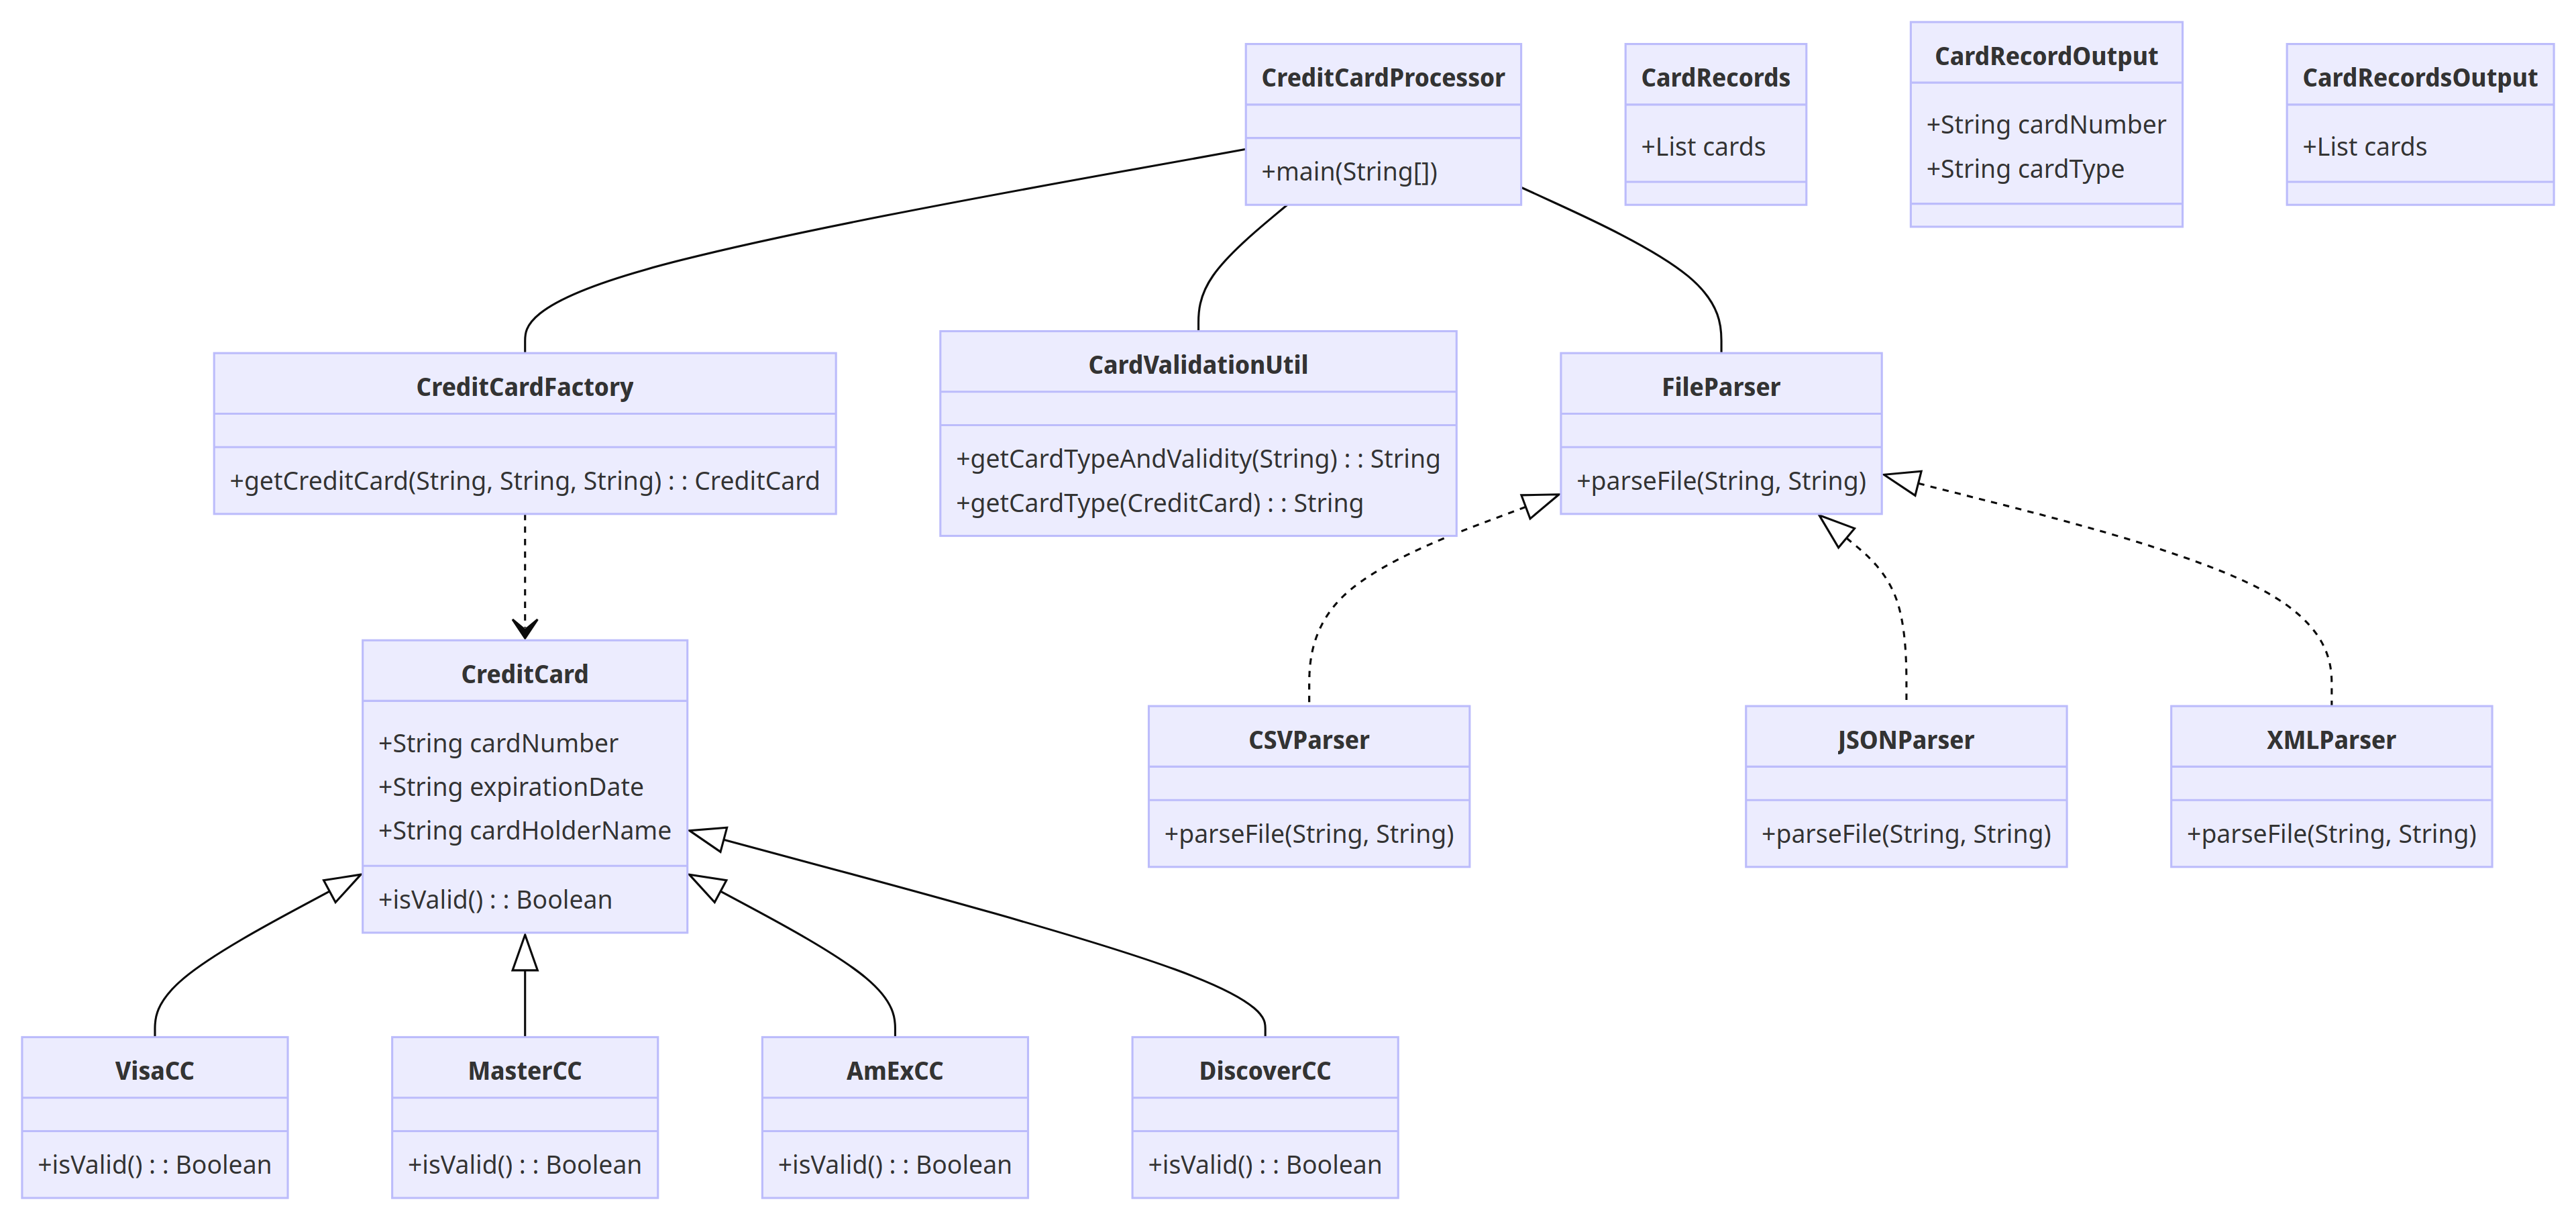 CreditCardProcessor
+main(String[])
CardRecords
+List cards
CardRecordOutput
+String cardNumber
+String cardType
CardRecordsOutput
+List cards
CreditCardFactory
+getCreditCard(String, String, String) : : CreditCard
CardValidationUtil
+getCardTypeAndValidity(String) : : String
+getCardType(CreditCard) : : String
FileParser
+parseFile(String, String)
CreditCard
+String cardNumber
+String expirationDate
+String cardHolderName
+isValid() : : Boolean
CSVParser
+parseFile(String, String)
JSONParser
+parseFile(String, String)
XMLParser
+parseFile(String, String)
VisaCC
+isValid() : : Boolean
MasterCC
+isValid() : : Boolean
AmExCC
+isValid() : : Boolean
DiscoverCC
+isValid() : : Boolean